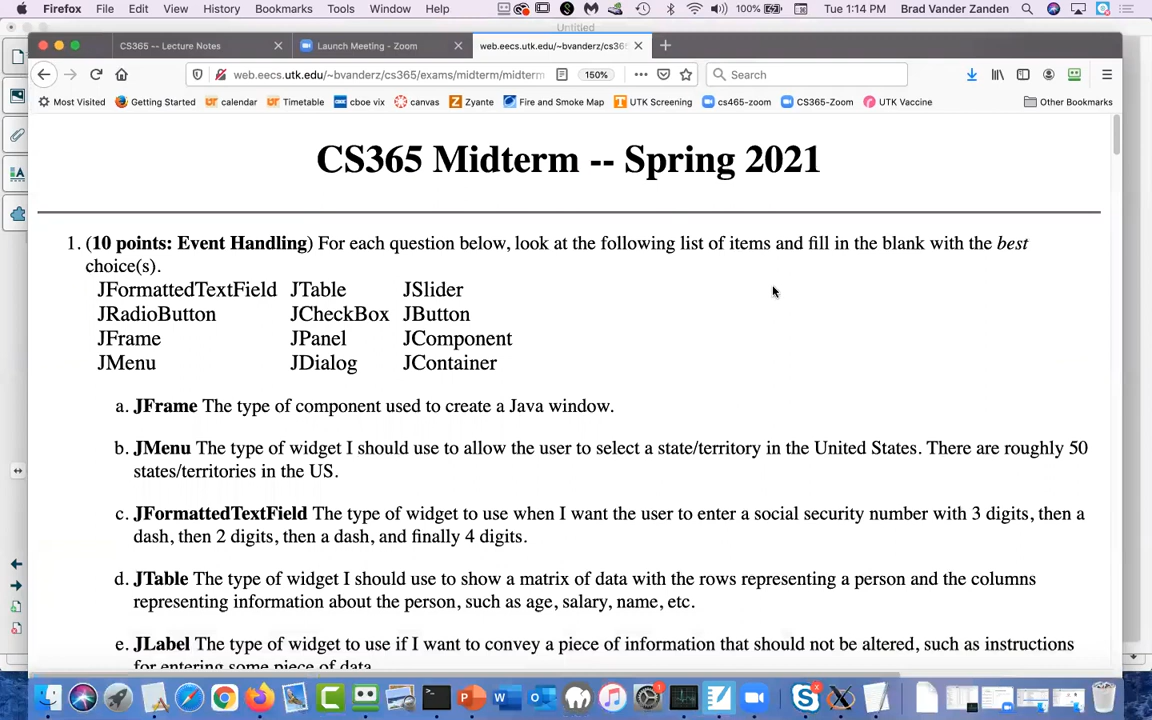 Firefox File Edit View History Bookmarks Tools Window Help 100% Tue 1:14 PM Brad Vander Zanden
Untitled
CS365 -- Lecture Notes Launch Meeting - Zoom web.eecs.utk.edu/~bvanderz/cs365
web.eecs.utk.edu/~bvanderz/cs365/exams/midterm/midterm 150% Search
Most Visited Getting Started calendar Timetable cboe vix canvas Zyante Fire and Smoke Map UTK Screening cs465-zoom CS365-Zoom UTK Vaccine Other Bookmarks
CS365 Midterm -- Spring 2021
1. (10 points: Event Handling) For each question below, look at the following list of items and fill in the blank with the best
choice(s).
JFormattedTextField JTable JSlider
JRadioButton JCheckBox JButton
JFrame JPanel JComponent
JMenu JDialog JContainer
a. JFrame The type of component used to create a Java window.
b. JMenu The type of widget I should use to allow the user to select a state/territory in the United States. There are roughly 50
states/territories in the US.
c. JFormattedTextField The type of widget to use when I want the user to enter a social security number with 3 digits, then a
dash, then 2 digits, then a dash, and finally 4 digits.
d. JTable The type of widget I should use to show a matrix of data with the rows representing a person and the columns
representing information about the person, such as age, salary, name, etc.
e. JLabel The type of widget to use if I want to convey a piece of information that should not be altered, such as instructions
for entering some piece of data